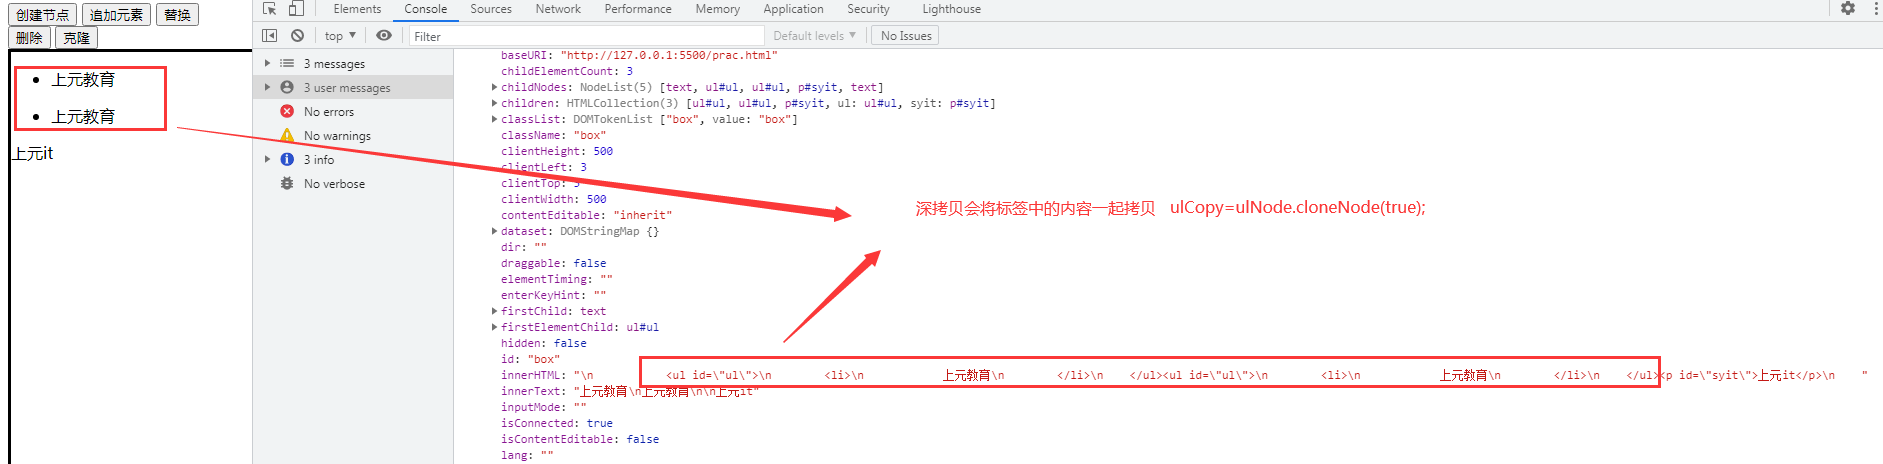 创建节点 追加元素 替换
删除 克隆
上元教育
上元教育
上元it
Elements Console Sources Network Performance Memory Application Security Lighthouse
top ▼ Filter Default levels ▼ No Issues
3 messages
3 user messages
No errors
No warnings
3 info
No verbose
baseURI: "http://127.0.0.1:5500/prac.html"
childElementCount: 3
childNodes: NodeList(5) [text, ul#ul, ul#ul, p#syit, text]
children: HTMLCollection(3) [ul#ul, ul#ul, p#syit, ul: ul#ul, syit: p#syit]
classList: DOMTokenList ["box", value: "box"]
className: "box"
clientHeight: 500
clientLeft: 3
clientTop: 3
clientWidth: 500
contentEditable: "inherit"
dataset: DOMStringMap {}
dir: ""
draggable: false
elementTiming: ""
enterKeyHint: ""
firstChild: text
firstElementChild: ul#ul
hidden: false
id: "box"
innerHTML: "\n <ul id=\"ul\">\n <li>\n 上元教育\n </li>\n </ul><ul id=\"ul\">\n <li>\n 上元教育\n </li>\n </ul><p id=\"syit\">上元it</p>\n "
innerText: "上元教育\n上元教育\n\n上元it"
inputMode: ""
isConnected: true
isContentEditable: false
lang: ""
深拷贝会将标签中的内容一起拷贝 ulCopy=ulNode.cloneNode(true);